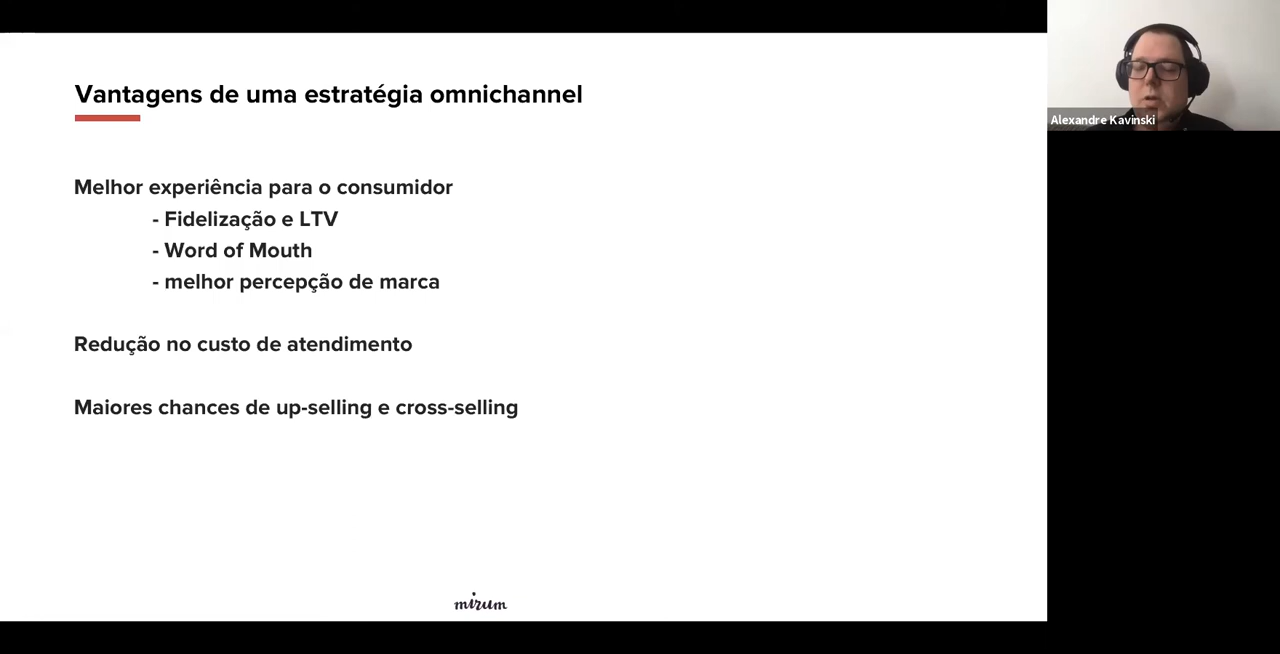 Vantagens de uma estratégia omnichannel
Alexandre Kavinski
Melhor experiência para o consumidor
- Fidelização e LTV
- Word of Mouth
- melhor percepção de marca
Redução no custo de atendimento
Maiores chances de up-selling e cross-selling
mirum